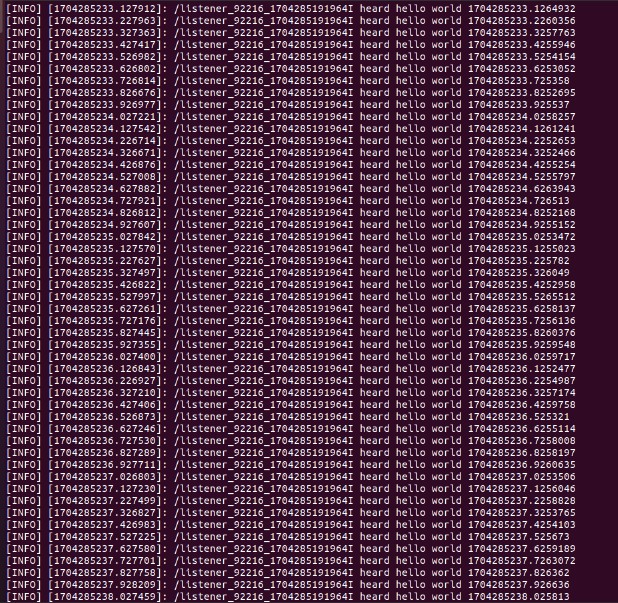 [INFO] [1704285233.127912]: /listener_92216_1704285191964I heard hello world 1704285233.1264932
[INFO] [1704285233.227963]: /listener_92216_1704285191964I heard hello world 1704285233.2260356
[INFO] [1704285233.327363]: /listener_92216_1704285191964I heard hello world 1704285233.3257763
[INFO] [1704285233.427417]: /listener_92216_1704285191964I heard hello world 1704285233.4255946
[INFO] [1704285233.526982]: /listener_92216_1704285191964I heard hello world 1704285233.5254154
[INFO] [1704285233.626802]: /listener_92216_1704285191964I heard hello world 1704285233.6253052
[INFO] [1704285233.726814]: /listener_92216_1704285191964I heard hello world 1704285233.725358
[INFO] [1704285233.826676]: /listener_92216_1704285191964I heard hello world 1704285233.8252695
[INFO] [1704285233.926977]: /listener_92216_1704285191964I heard hello world 1704285233.925537
[INFO] [1704285234.027221]: /listener_92216_1704285191964I heard hello world 1704285234.0258257
[INFO] [1704285234.127542]: /listener_92216_1704285191964I heard hello world 1704285234.1261241
[INFO] [1704285234.226714]: /listener_92216_1704285191964I heard hello world 1704285234.2252653
[INFO] [1704285234.326671]: /listener_92216_1704285191964I heard hello world 1704285234.3252466
[INFO] [1704285234.426876]: /listener_92216_1704285191964I heard hello world 1704285234.4255254
[INFO] [1704285234.527008]: /listener_92216_1704285191964I heard hello world 1704285234.5255797
[INFO] [1704285234.627882]: /listener_92216_1704285191964I heard hello world 1704285234.6263943
[INFO] [1704285234.727921]: /listener_92216_1704285191964I heard hello world 1704285234.726513
[INFO] [1704285234.826812]: /listener_92216_1704285191964I heard hello world 1704285234.8252168
[INFO] [1704285234.927607]: /listener_92216_1704285191964I heard hello world 1704285234.9255152
[INFO] [1704285235.027842]: /listener_92216_1704285191964I heard hello world 1704285235.0253472
[INFO] [1704285235.127570]: /listener_92216_1704285191964I heard hello world 1704285235.1255023
[INFO] [1704285235.227627]: /listener_92216_1704285191964I heard hello world 1704285235.225782
[INFO] [1704285235.327497]: /listener_92216_1704285191964I heard hello world 1704285235.326049
[INFO] [1704285235.426822]: /listener_92216_1704285191964I heard hello world 1704285235.4252958
[INFO] [1704285235.527997]: /listener_92216_1704285191964I heard hello world 1704285235.5265512
[INFO] [1704285235.627261]: /listener_92216_1704285191964I heard hello world 1704285235.6258137
[INFO] [1704285235.727176]: /listener_92216_1704285191964I heard hello world 1704285235.7256136
[INFO] [1704285235.827445]: /listener_92216_1704285191964I heard hello world 1704285235.8260376
[INFO] [1704285235.927355]: /listener_92216_1704285191964I heard hello world 1704285235.9259548
[INFO] [1704285236.027400]: /listener_92216_1704285191964I heard hello world 1704285236.0259717
[INFO] [1704285236.126843]: /listener_92216_1704285191964I heard hello world 1704285236.1252477
[INFO] [1704285236.226927]: /listener_92216_1704285191964I heard hello world 1704285236.2254987
[INFO] [1704285236.327210]: /listener_92216_1704285191964I heard hello world 1704285236.3257174
[INFO] [1704285236.427406]: /listener_92216_1704285191964I heard hello world 1704285236.4259758
[INFO] [1704285236.526873]: /listener_92216_1704285191964I heard hello world 1704285236.525321
[INFO] [1704285236.627246]: /listener_92216_1704285191964I heard hello world 1704285236.6255114
[INFO] [1704285236.727530]: /listener_92216_1704285191964I heard hello world 1704285236.7258008
[INFO] [1704285236.827289]: /listener_92216_1704285191964I heard hello world 1704285236.8258197
[INFO] [1704285236.927711]: /listener_92216_1704285191964I heard hello world 1704285236.9260635
[INFO] [1704285237.026803]: /listener_92216_1704285191964I heard hello world 1704285237.0253506
[INFO] [1704285237.127230]: /listener_92216_1704285191964I heard hello world 1704285237.1256046
[INFO] [1704285237.227499]: /listener_92216_1704285191964I heard hello world 1704285237.2258828
[INFO] [1704285237.326827]: /listener_92216_1704285191964I heard hello world 1704285237.3253765
[INFO] [1704285237.426983]: /listener_92216_1704285191964I heard hello world 1704285237.4254103
[INFO] [1704285237.527225]: /listener_92216_1704285191964I heard hello world 1704285237.525673
[INFO] [1704285237.627580]: /listener_92216_1704285191964I heard hello world 1704285237.6259189
[INFO] [1704285237.727701]: /listener_92216_1704285191964I heard hello world 1704285237.7263072
[INFO] [1704285237.827758]: /listener_92216_1704285191964I heard hello world 1704285237.826362
[INFO] [1704285237.928209]: /listener_92216_1704285191964I heard hello world 1704285237.926636
[INFO] [1704285238.027459]: /listener_92216_1704285191964I heard hello world 1704285238.025813